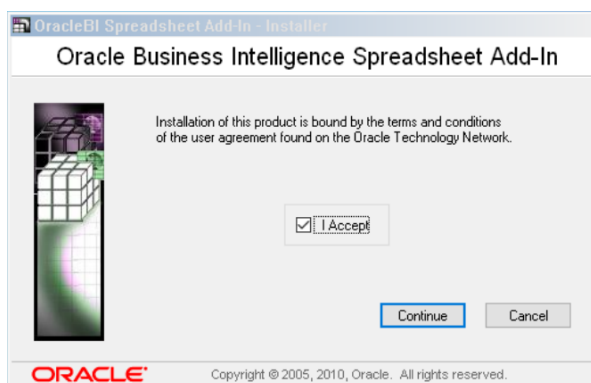 OracleBI Spreadsheet Add-In - Installer
Oracle Business Intelligence Spreadsheet Add-In
Installation of this product is bound by the terms and conditions
of the user agreement found on the Oracle Technology Network.
I Accept
Continue Cancel
ORACLE Copyright © 2005, 2010, Oracle. All rights reserved.